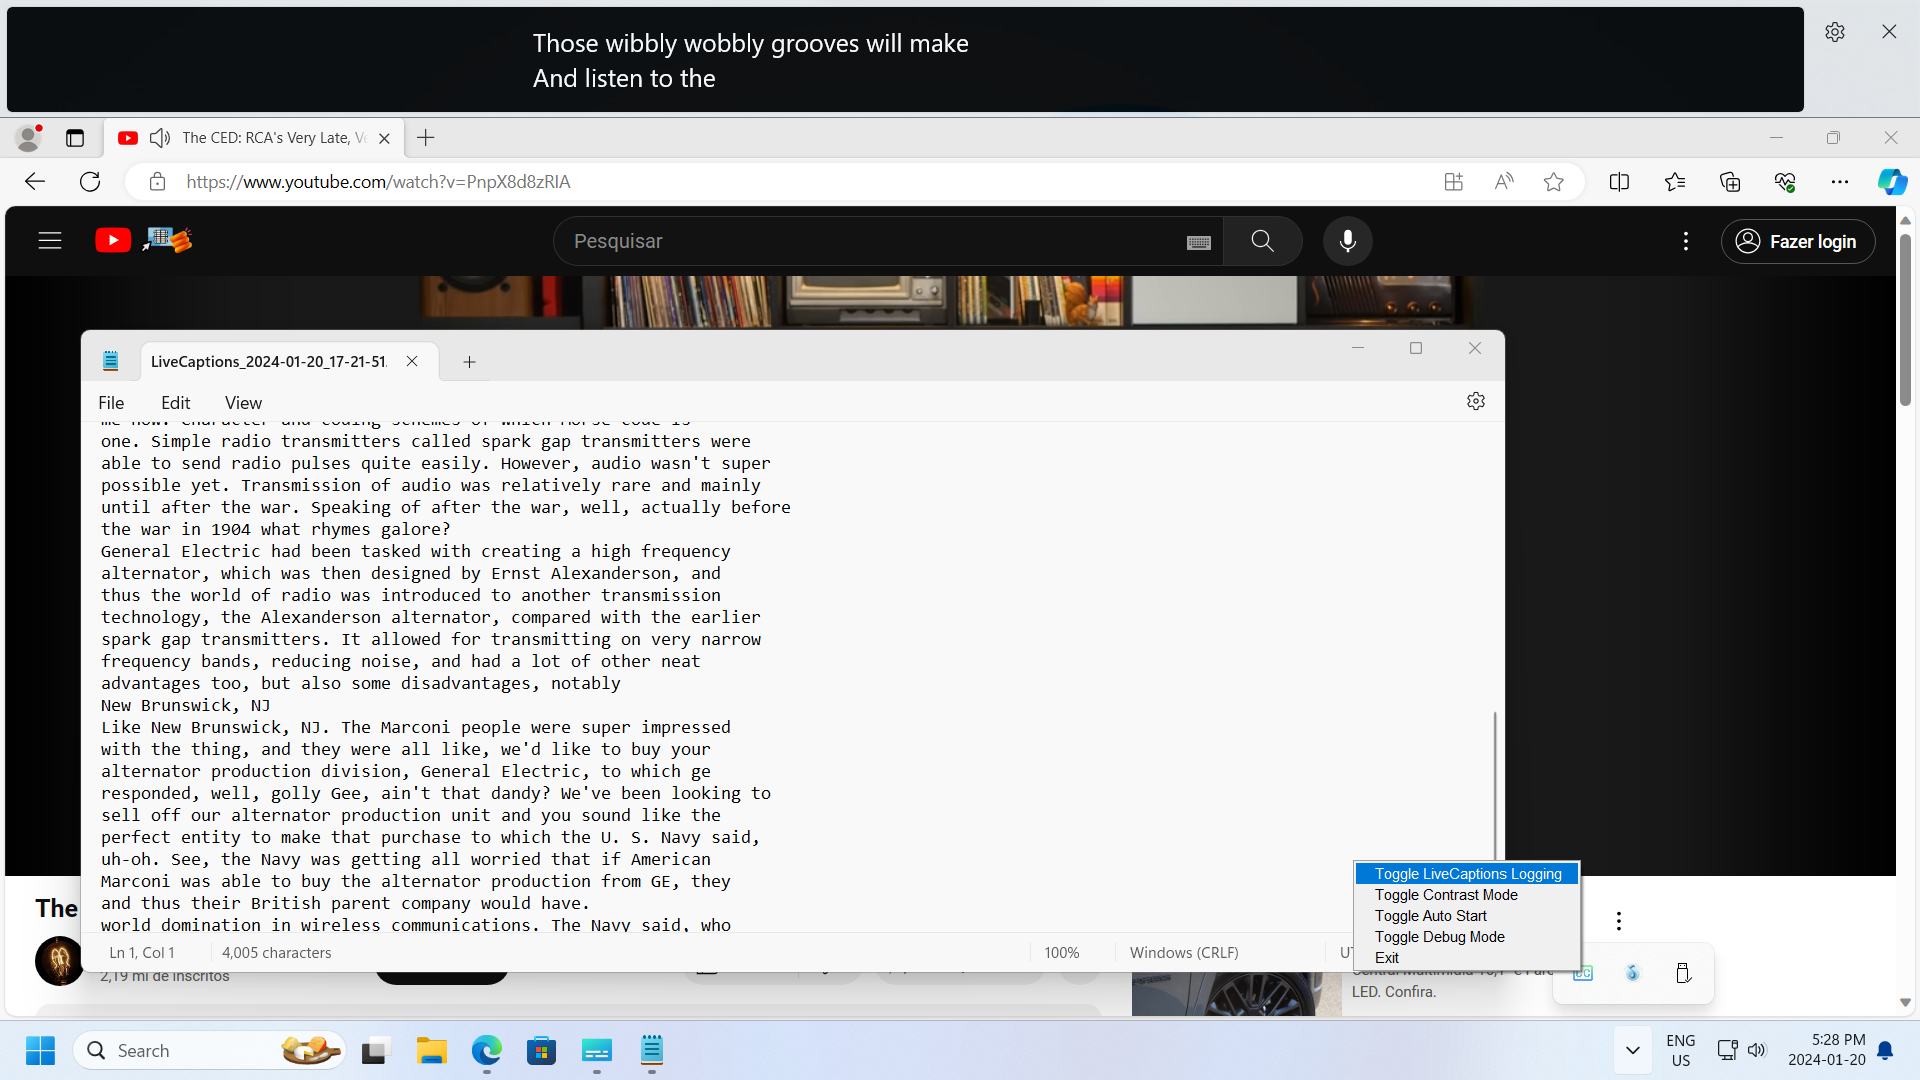 Those wibbly wobbly grooves will make
And listen to the
The CED: RCA's Very Late, Ve
https://www.youtube.com/watch?v=PnpX8d8zRIA
Pesquisar
Fazer login
LiveCaptions_2024-01-20_17-21-51.
File Edit View
one. Simple radio transmitters called spark gap transmitters were
able to send radio pulses quite easily. However, audio wasn't super
possible yet. Transmission of audio was relatively rare and mainly
until after the war. Speaking of after the war, well, actually before
the war in 1904 what rhymes galore?
General Electric had been tasked with creating a high frequency
alternator, which was then designed by Ernst Alexanderson, and
thus the world of radio was introduced to another transmission
technology, the Alexanderson alternator, compared with the earlier
spark gap transmitters. It allowed for transmitting on very narrow
frequency bands, reducing noise, and had a lot of other neat
advantages too, but also some disadvantages, notably
New Brunswick, NJ
Like New Brunswick, NJ. The Marconi people were super impressed
with the thing, and they were all like, we'd like to buy your
alternator production division, General Electric, to which ge
responded, well, golly Gee, ain't that dandy? We've been looking to
sell off our alternator production unit and you sound like the
perfect entity to make that purchase to which the U. S. Navy said,
uh-oh. See, the Navy was getting all worried that if American
Marconi was able to buy the alternator production from GE, they
and thus their British parent company would have.
world domination in wireless communications. The Navy said, who
Ln 1, Col 1 4,005 characters 100% Windows (CRLF)
Toggle LiveCaptions Logging
Toggle Contrast Mode
Toggle Auto Start
Toggle Debug Mode
Exit
The
2,19 mi de inscritos
LED. Confira.
CC
Search
ENG
US
5:28 PM
2024-01-20